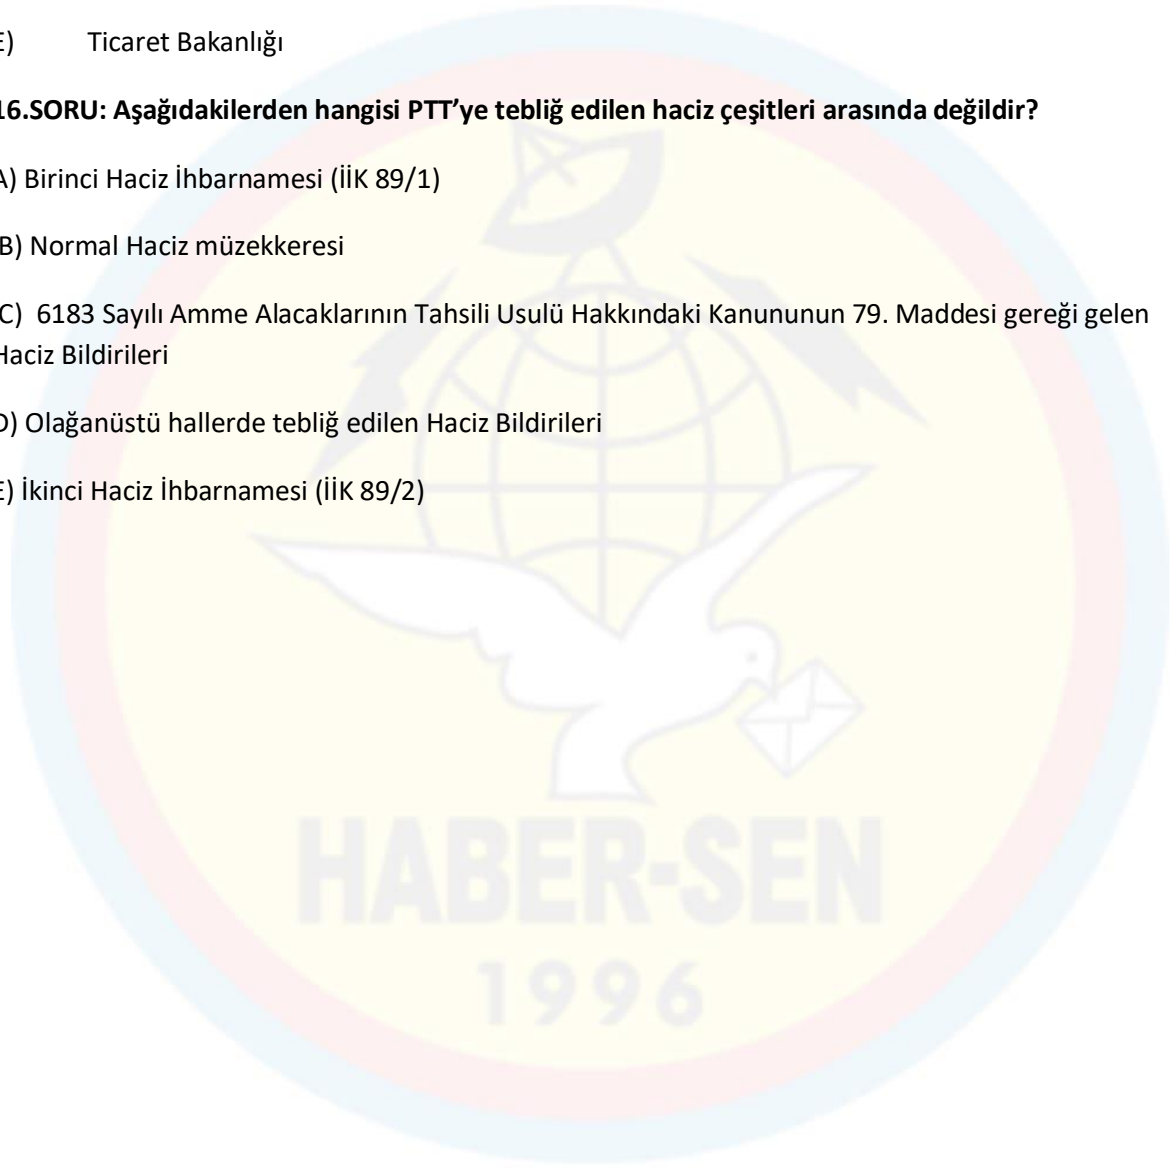 E) Ticaret Bakanlığı
16.SORU: Aşağıdakilerden hangisi PTT’ye tebliğ edilen haciz çeşitleri arasında değildir?
A) Birinci Haciz İhbarnamesi (İİK 89/1)
B) Normal Haciz müzekkeresi
C) 6183 Sayılı Amme Alacaklarının Tahsili Usulü Hakkındaki Kanununun 79. Maddesi gereği gelen
Haciz Bildirileri
D) Olağanüstü hallerde tebliğ edilen Haciz Bildirileri
E) İkinci Haciz İhbarnamesi (İİK 89/2)
HABER-SEN
1996